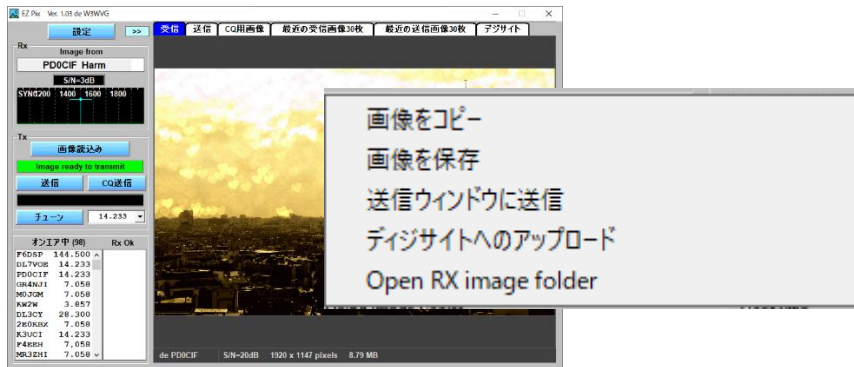 EZ Pix Ver. 1.03 de W3WVG
設定
>>
受信 送信 CQ用画像 最近の受信画像30枚 最近の送信画像30枚 デジサイト
Rx
Image from
PD0CIF Harm
S/N=3dB
SYNC1200 1400 1600 1800
Tx
画像読込み
Image ready to transmit
送信 CQ送信
チューン 14.233
オンエア中 (98) Rx Ok
F6DSP 144.500
DL7VOE 14.233
PD0CIF 14.233
GR4NJI 7.058
M0JGM 7.058
KW2W 3.857
DL3CY 28.300
2E0KBX 7,058
K3UCI 14.233
F4EEH 7,058
MR3ZHI 7.058
画像をコピー
画像を保存
送信ウィンドウに送信
ディジサイトへのアップロード
Open RX image folder
de PD0CIF S/N=20dB 1920 x 1147 pixels 8.79 MB